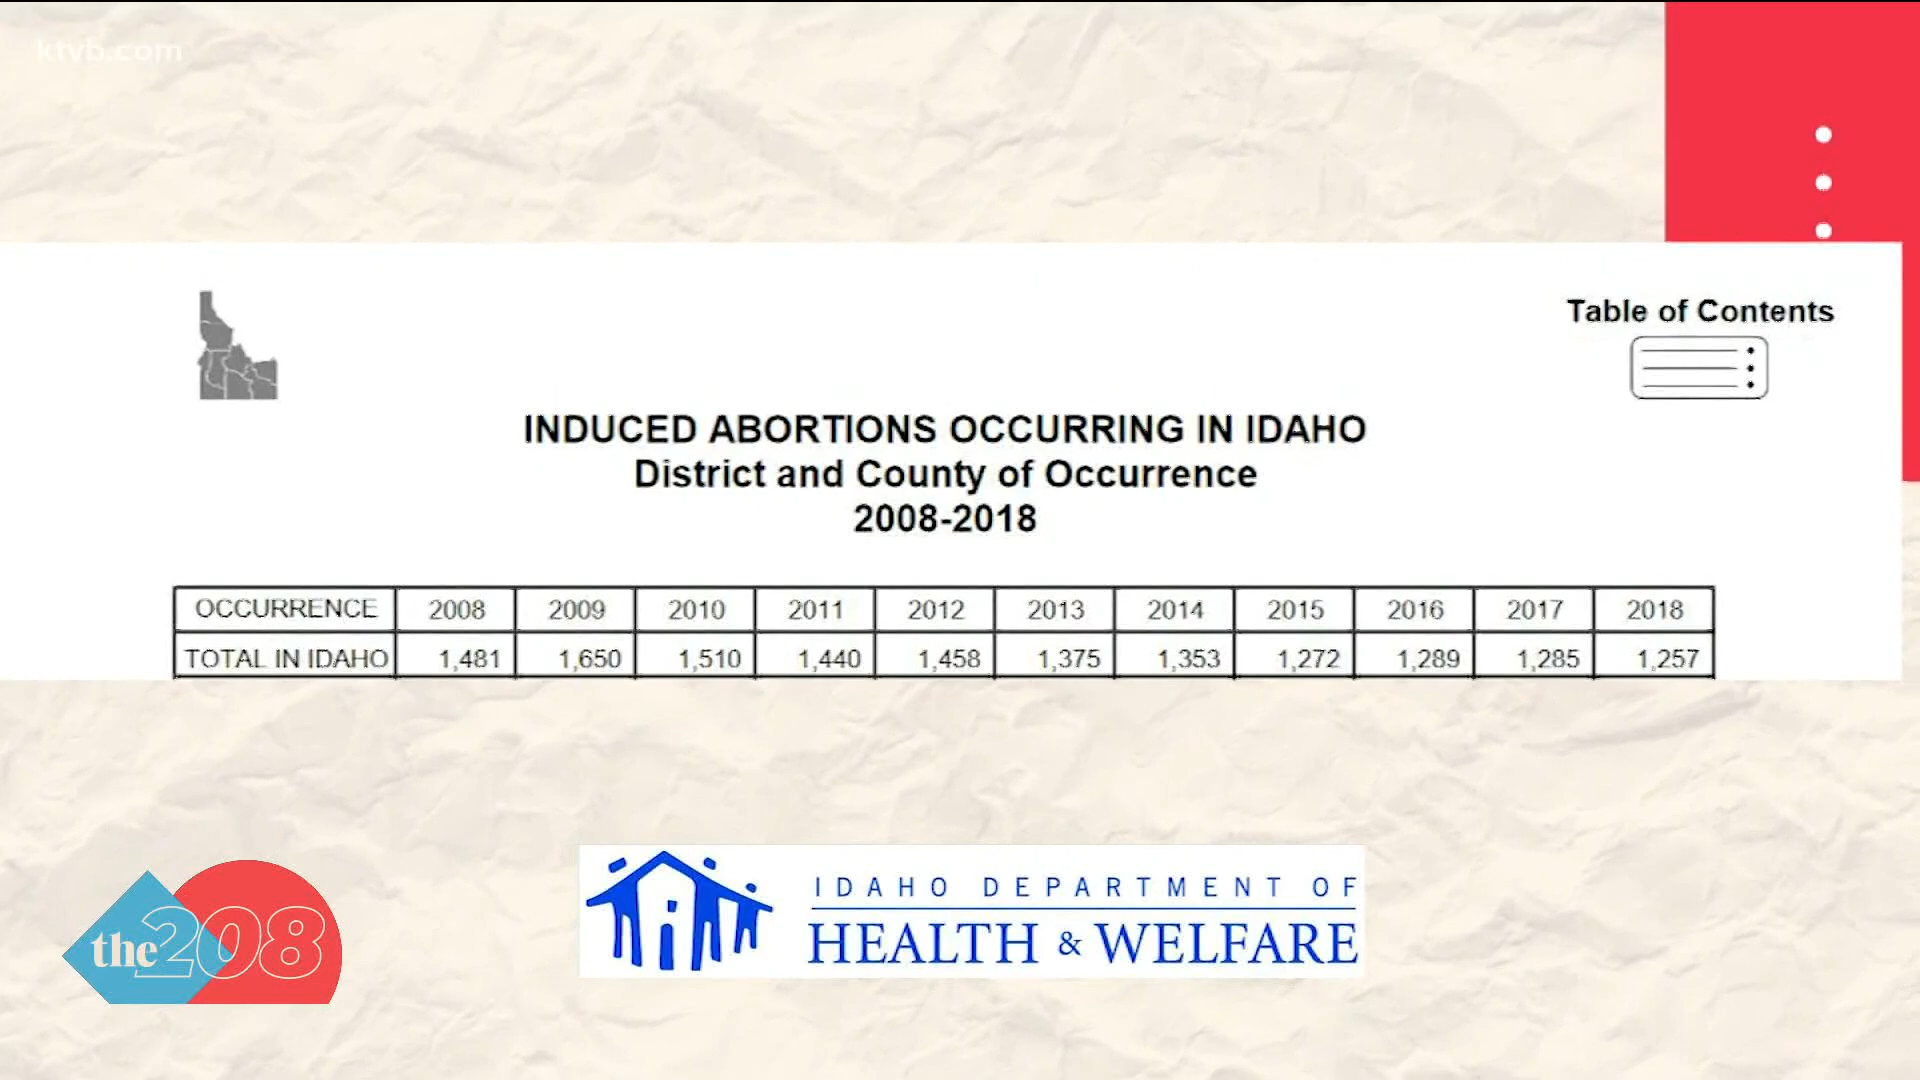 ktvb.com
Table of Contents
INDUCED ABORTIONS OCCURRING IN IDAHO
District and County of Occurrence
2008-2018
OCCURRENCE 2008 2009 2010 2011 2012 2013 2014 2015 2016 2017 2018
TOTAL IN IDAHO 1,481 1,650 1,510 1,440 1,458 1,375 1,353 1,272 1,289 1,285 1,257
the 208
IDAHO DEPARTMENT OF
HEALTH & WELFARE